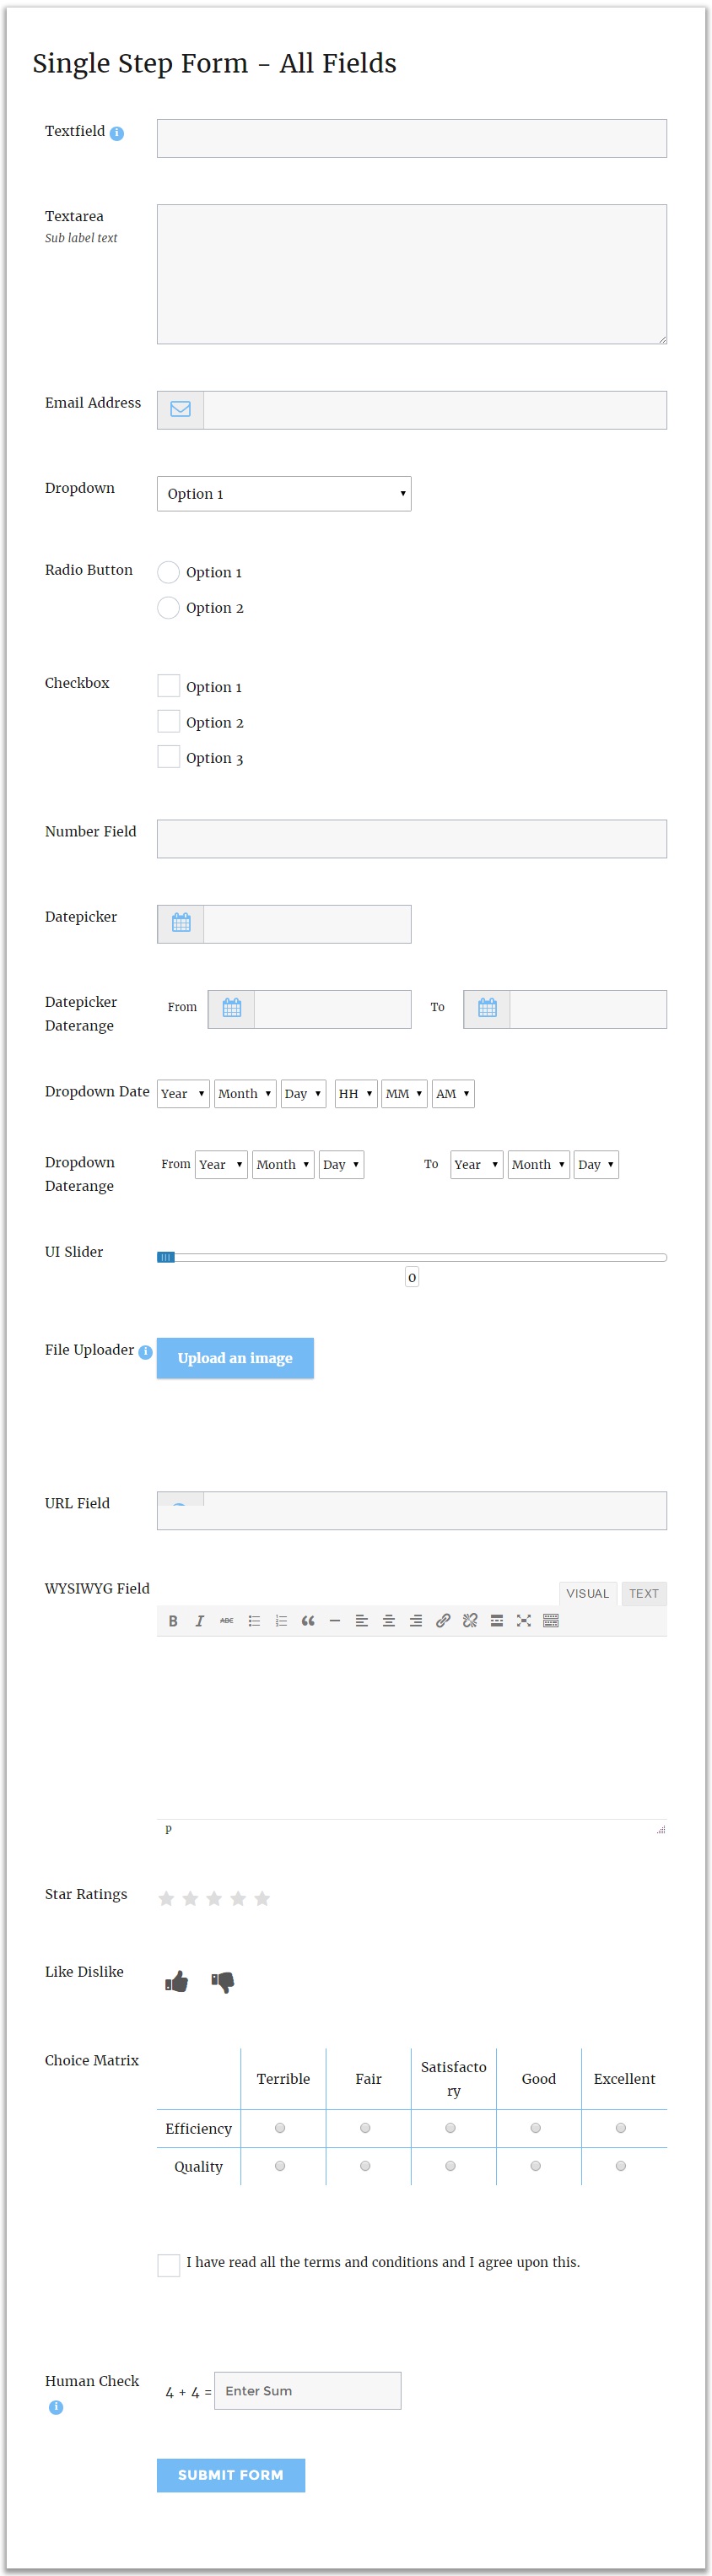 Single Step Form - All Fields
Textfield
Textarea
Sub label text
Email Address
Dropdown
Option 1
Radio Button
Option 1
Option 2
Checkbox
Option 1
Option 2
Option 3
Number Field
Datepicker
Datepicker
Daterange
From
To
Dropdown Date
Year Month Day HH MM AM
Dropdown
Daterange
From Year Month Day To Year Month Day
UI Slider
0
File Uploader
Upload an image
URL Field
WYSIWYG Field
VISUAL TEXT
B I ABC
P
Star Ratings
Like Dislike
Choice Matrix
Terrible Fair Satisfacto
ry Good Excellent
Efficiency
Quality
I have read all the terms and conditions and I agree upon this.
Human Check
4 + 4 = Enter Sum
SUBMIT FORM